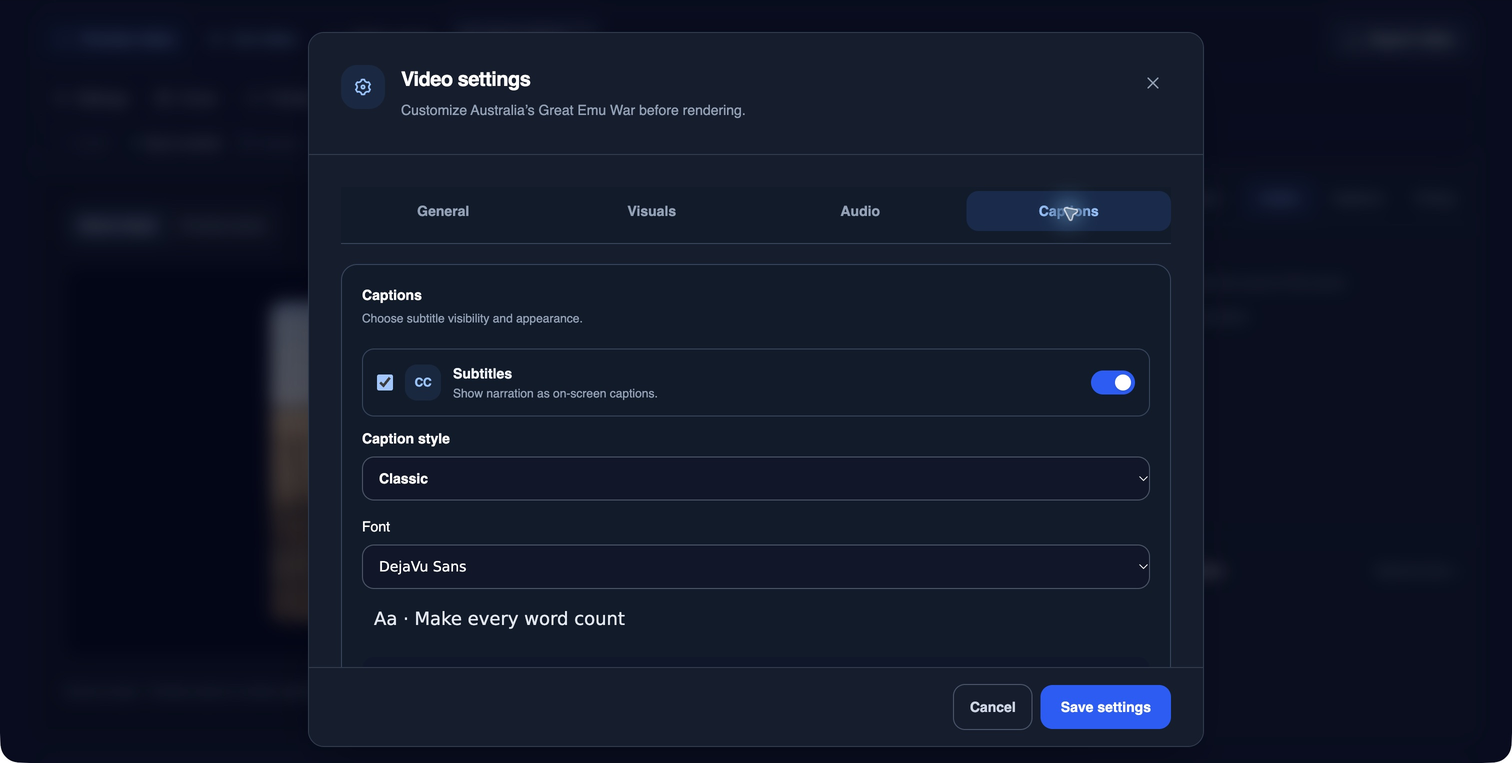 Video settings
Customize Australia's Great Emu War before rendering.
General
Visuals
Audio
Captions
Captions
Choose subtitle visibility and appearance.
CC
Subtitles
Show narration as on-screen captions.
Caption style
Classic
Font
DejaVu Sans
Aa · Make every word count
Cancel
Save settings